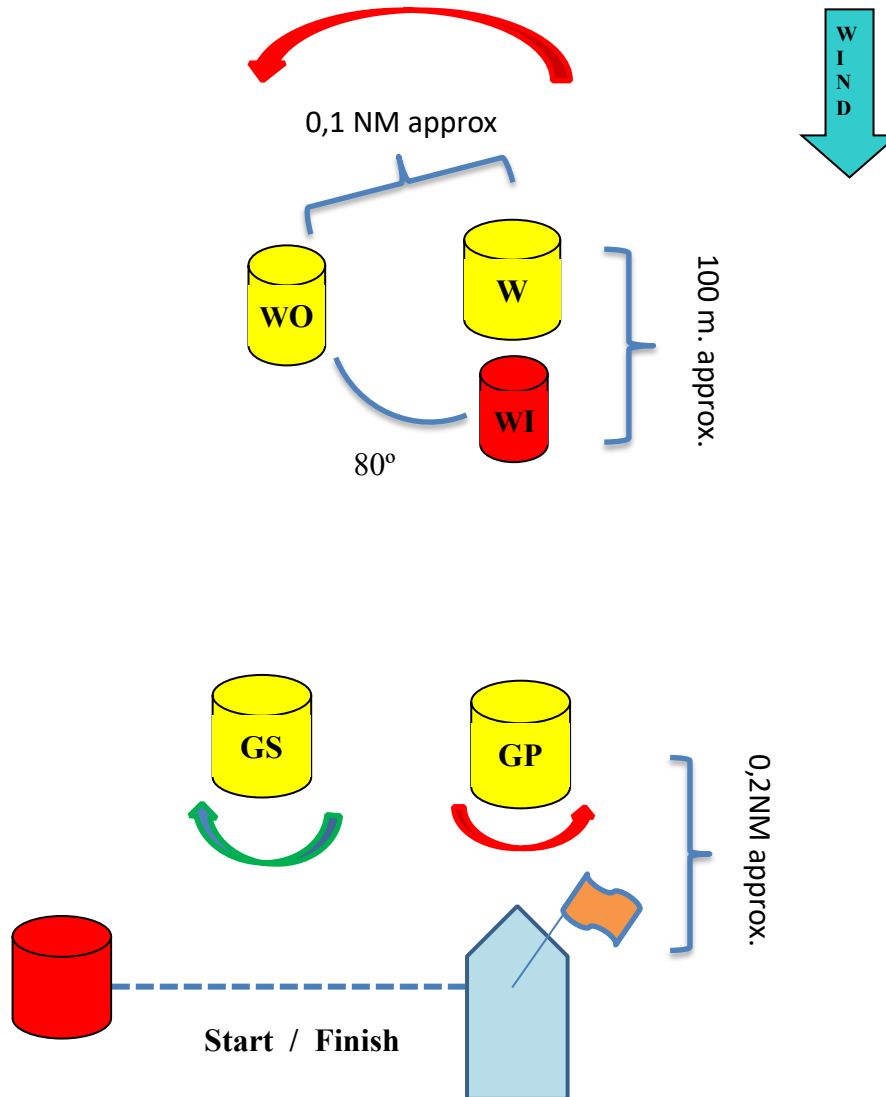 W
I
N
D
0,1 NM approx
W
WO
100 m. approx.
WI
80º
GS
GP
0,2NM approx.
Start / Finish